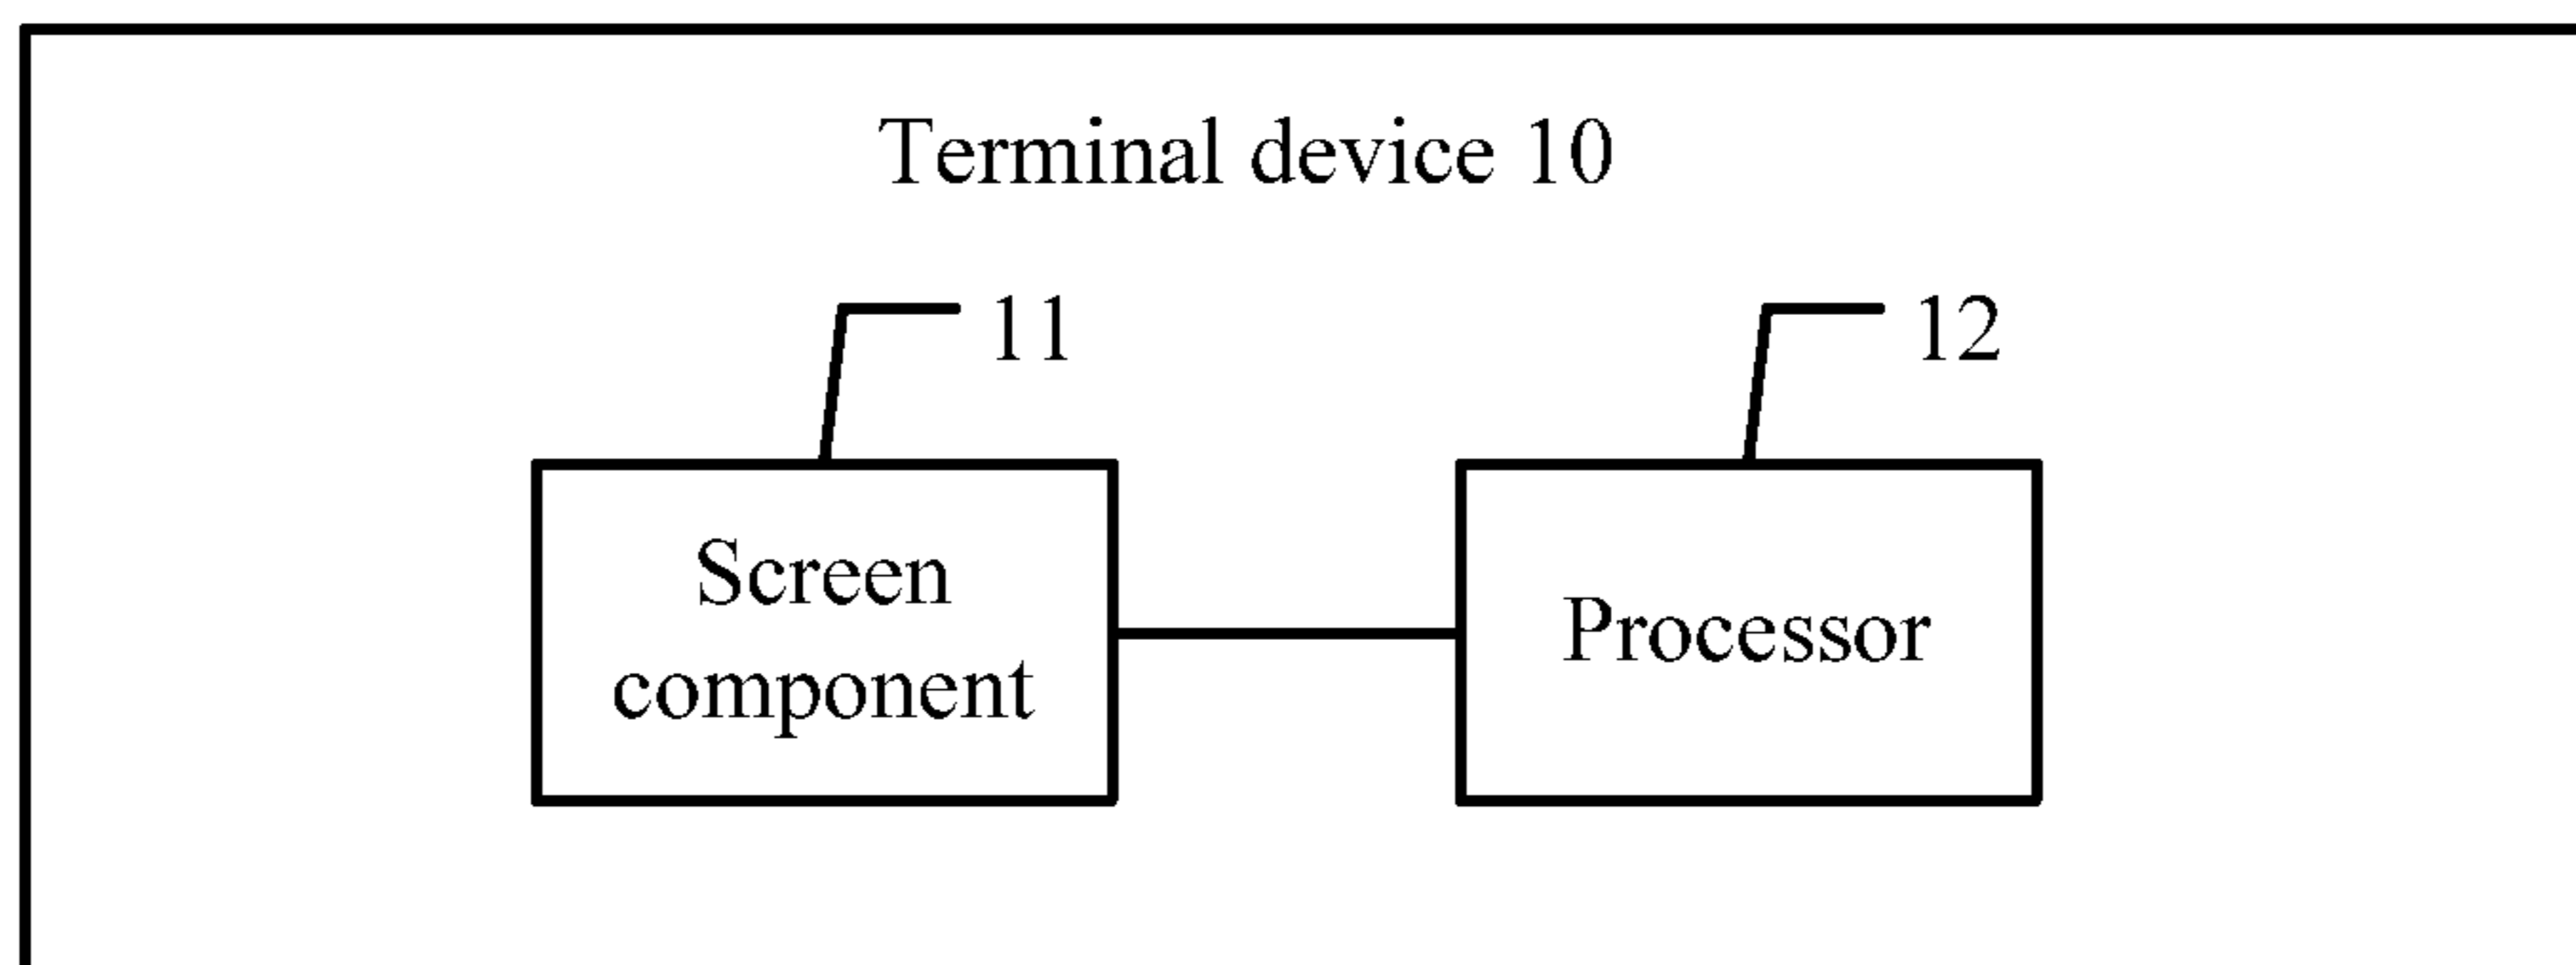 Terminal device 10
11
12
Screen
component
Processor